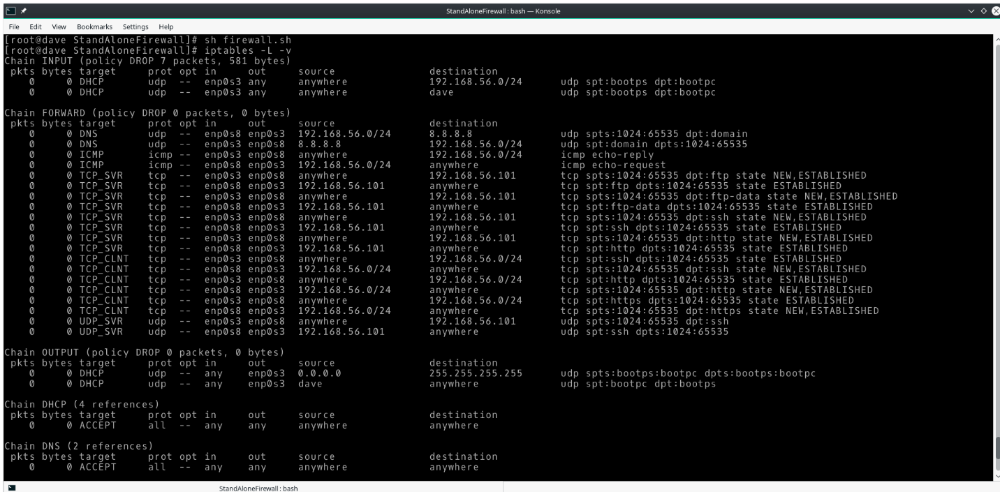 StandAloneFirewall : bash — Konsole
File Edit View Bookmarks Settings Help
[root@dave StandAloneFirewall]# sh firewall.sh
[root@dave StandAloneFirewall]# iptables -L -v
Chain INPUT (policy DROP 7 packets, 581 bytes)
pkts bytes target prot opt in out source destination
0 0 DHCP udp -- enp0s3 any anywhere 192.168.56.0/24 udp spt:bootps dpt:bootpc
0 0 DHCP udp -- enp0s3 any anywhere dave udp spt:bootps dpt:bootpc
Chain FORWARD (policy DROP 0 packets, 0 bytes)
pkts bytes target prot opt in out source destination
0 0 DNS udp -- enp0s8 enp0s3 192.168.56.0/24 8.8.8.8 udp spts:1024:65535 dpt:domain
0 0 DNS udp -- enp0s3 enp0s8 8.8.8.8 192.168.56.0/24 udp spt:domain dpts:1024:65535
0 0 ICMP icmp -- enp0s3 enp0s8 anywhere 192.168.56.0/24 icmp echo-reply
0 0 ICMP icmp -- enp0s8 enp0s3 192.168.56.0/24 anywhere icmp echo-request
0 0 TCP_SVR tcp -- enp0s3 enp0s8 anywhere 192.168.56.101 tcp spts:1024:65535 dpt:ftp state NEW,ESTABLISHED
0 0 TCP_SVR tcp -- enp0s8 enp0s3 192.168.56.101 anywhere tcp spt:ftp dpts:1024:65535 state ESTABLISHED
0 0 TCP_SVR tcp -- enp0s3 enp0s8 anywhere 192.168.56.101 tcp spts:1024:65535 dpt:ftp-data state NEW,ESTABLISHED
0 0 TCP_SVR tcp -- enp0s8 enp0s3 192.168.56.101 anywhere tcp spt:ftp-data dpts:1024:65535 state ESTABLISHED
0 0 TCP_SVR tcp -- enp0s3 enp0s8 anywhere 192.168.56.101 tcp spts:1024:65535 dpt:ssh state NEW,ESTABLISHED
0 0 TCP_SVR tcp -- enp0s8 enp0s3 192.168.56.101 anywhere tcp spt:ssh dpts:1024:65535 state ESTABLISHED
0 0 TCP_SVR tcp -- enp0s3 enp0s8 anywhere 192.168.56.101 tcp spts:1024:65535 dpt:http state NEW,ESTABLISHED
0 0 TCP_SVR tcp -- enp0s8 enp0s3 192.168.56.101 anywhere tcp spt:http dpts:1024:65535 state ESTABLISHED
0 0 TCP_CLNT tcp -- enp0s3 enp0s8 anywhere 192.168.56.0/24 tcp spt:ssh dpts:1024:65535 state ESTABLISHED
0 0 TCP_CLNT tcp -- enp0s8 enp0s3 192.168.56.0/24 anywhere tcp spts:1024:65535 dpt:ssh state NEW,ESTABLISHED
0 0 TCP_CLNT tcp -- enp0s3 enp0s8 anywhere 192.168.56.0/24 tcp spt:http dpts:1024:65535 state ESTABLISHED
0 0 TCP_CLNT tcp -- enp0s8 enp0s3 192.168.56.0/24 anywhere tcp spts:1024:65535 dpt:http state NEW,ESTABLISHED
0 0 TCP_CLNT tcp -- enp0s3 enp0s8 anywhere 192.168.56.0/24 tcp spt:https dpts:1024:65535 state ESTABLISHED
0 0 TCP_CLNT tcp -- enp0s8 enp0s3 192.168.56.0/24 anywhere tcp spts:1024:65535 dpt:https state NEW,ESTABLISHED
0 0 UDP_SVR udp -- enp0s3 enp0s8 anywhere 192.168.56.101 udp spts:1024:65535 dpt:ssh
0 0 UDP_SVR udp -- enp0s8 enp0s3 192.168.56.101 anywhere udp spt:ssh dpts:1024:65535
Chain OUTPUT (policy DROP 0 packets, 0 bytes)
pkts bytes target prot opt in out source destination
0 0 DHCP udp -- any enp0s3 0.0.0.0 255.255.255.255 udp spts:bootps:bootpc dpts:bootps:bootpc
0 0 DHCP udp -- any enp0s3 dave anywhere udp spt:bootpc dpt:bootps
Chain DHCP (4 references)
pkts bytes target prot opt in out source destination
0 0 ACCEPT all -- any any anywhere anywhere
Chain DNS (2 references)
pkts bytes target prot opt in out source destination
0 0 ACCEPT all -- any any anywhere anywhere
StandAloneFirewall : bash